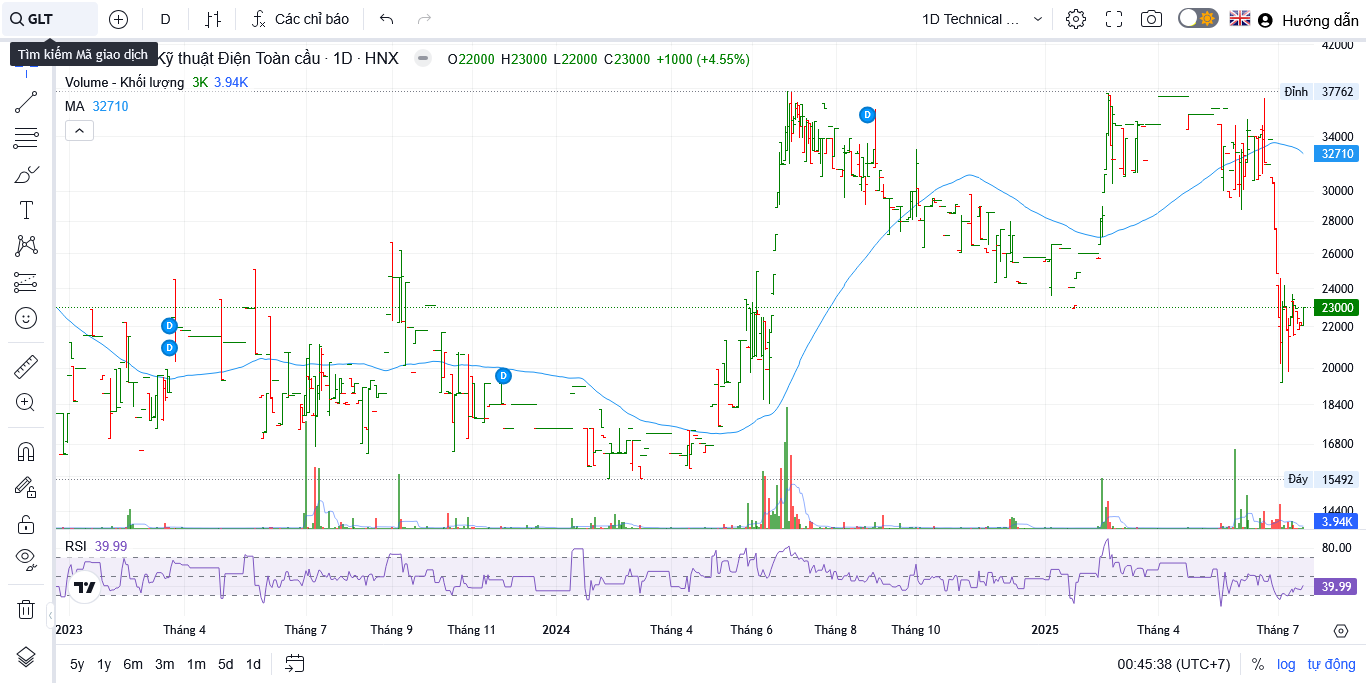 GLT
D
Các chỉ báo
1D Technical ...
Hướng dẫn
Tìm kiếm Mã giao dịch
Kỹ thuật Điện Toàn cầu · 1D · HNX
O22000 H23000 L22000 C23000 +1000 (+4.55%)
Volume - Khối lượng 3K 3.94K
MA 32710
42000
Đỉnh 37762
34000
32710
30000
28000
26000
24000
23000
22000
20000
18400
16800
Đáy 15492
14400
3.94K
D
D
D
D
RSI 39.99
80.00
39.99
2023 Tháng 4 Tháng 7 Tháng 9 Tháng 11 2024 Tháng 4 Tháng 6 Tháng 8 Tháng 10 2025 Tháng 4 Tháng 7
5y 1y 6m 3m 1m 5d 1d
00:45:38 (UTC+7) % log tự động